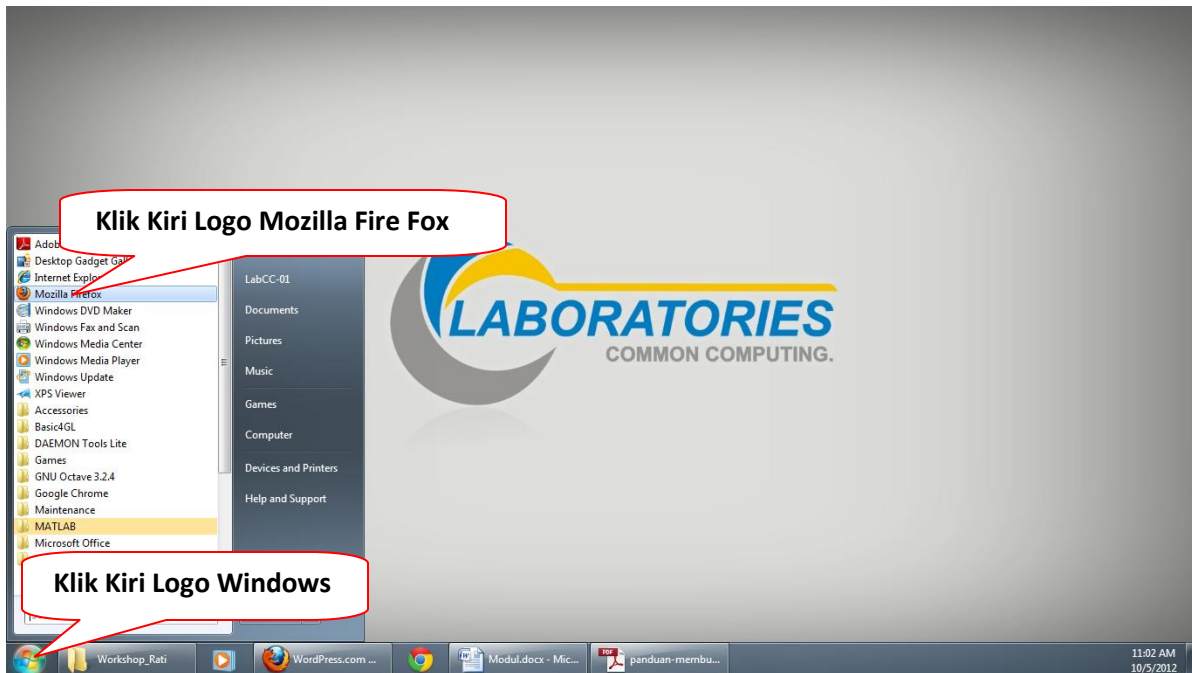 Klik Kiri Logo Mozilla Fire Fox
Adob
Desktop Gadget Gal
Internet Explo
Mozilla Firefox
Windows DVD Maker
Windows Fax and Scan
Windows Media Center
Windows Media Player
Windows Update
XPS Viewer
Accessories
Basic4GL
DAEMON Tools Lite
Games
GNU Octave 3.2.4
Google Chrome
Maintenance
MATLAB
Microsoft Office
LabCC-01
Documents
Pictures
Music
Games
Computer
Devices and Printers
Help and Support
LABORATORIES
COMMON COMPUTING.
Klik Kiri Logo Windows
Workshop_Rati
WordPress.com ...
Modul.docx - Mic...
PDF
panduan-membu...
11:02 AM
10/5/2012